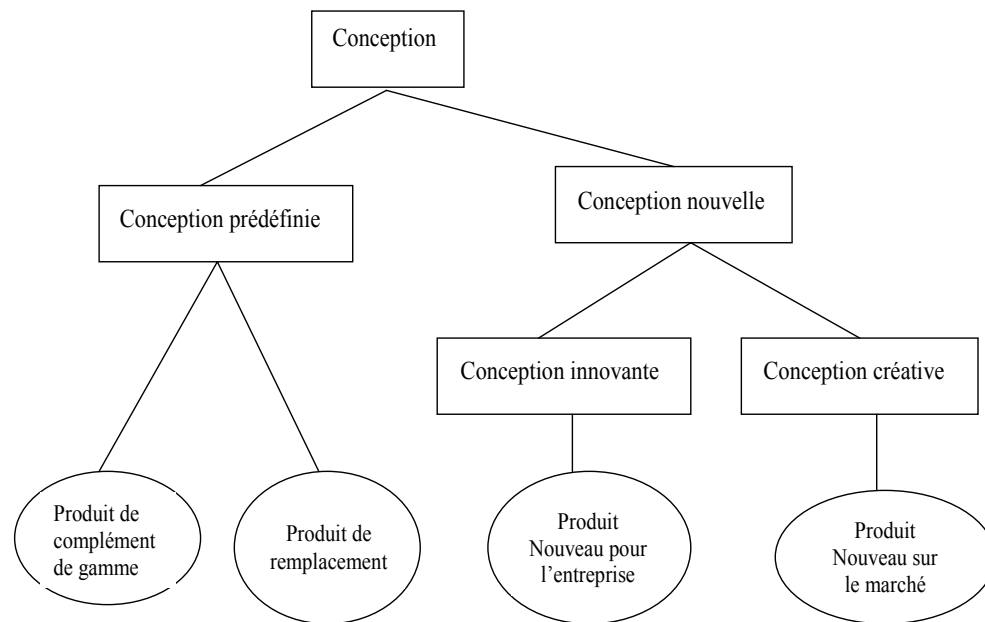 Conception
Conception prédéfinie
Conception nouvelle
Conception innovante
Conception créative
Produit de
complément
de gamme
Produit de
remplacement
Produit
Nouveau pour
l’entreprise
Produit
Nouveau sur
le marché